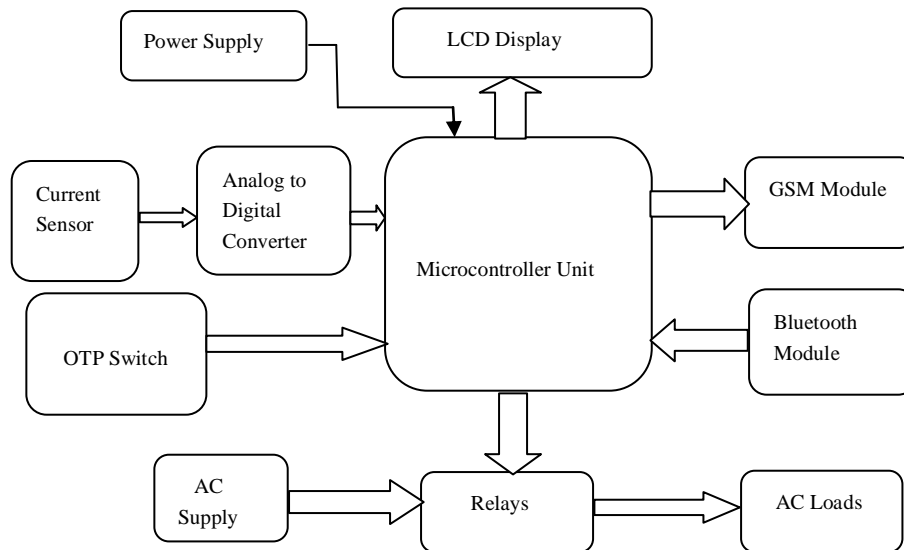 Power Supply
LCD Display
Current
Sensor
Analog to
Digital
Converter
GSM Module
Microcontroller Unit
OTP Switch
Bluetooth
Module
AC
Supply
Relays
AC Loads